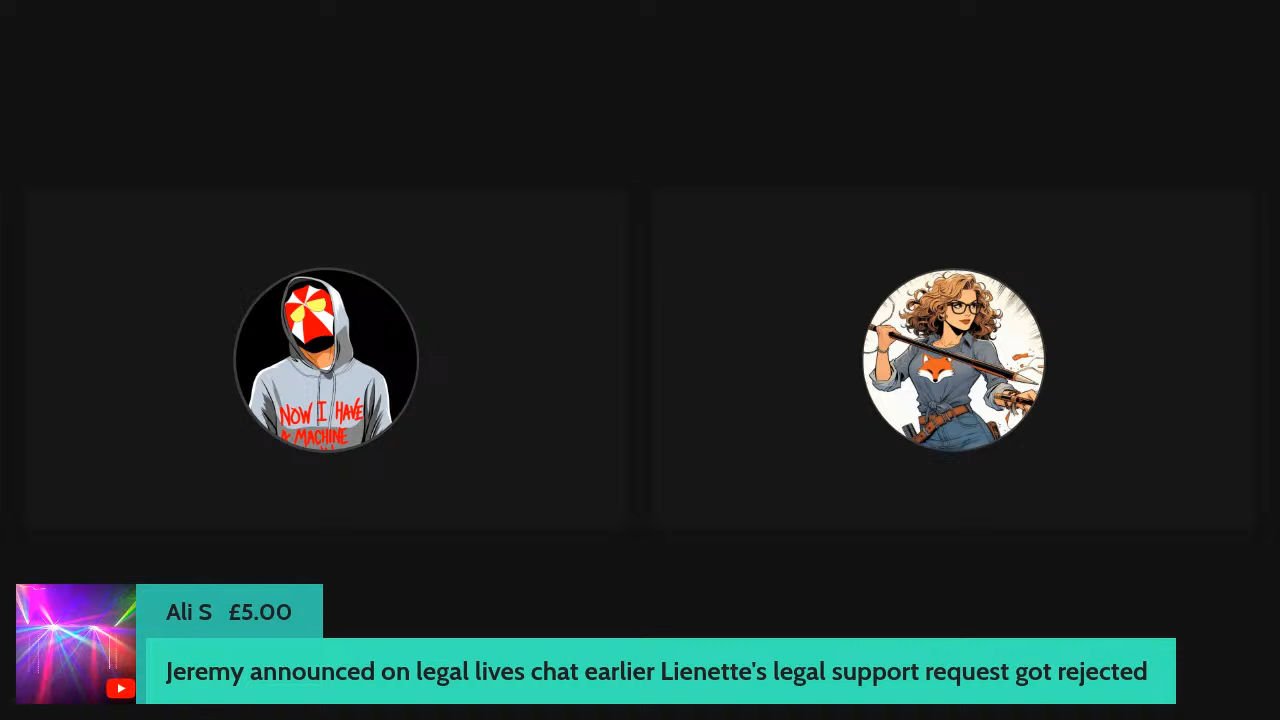 NOW I HAVE
A MACHINE
Ali S £5.00
Jeremy announced on legal lives chat earlier Lienette's legal support request got rejected